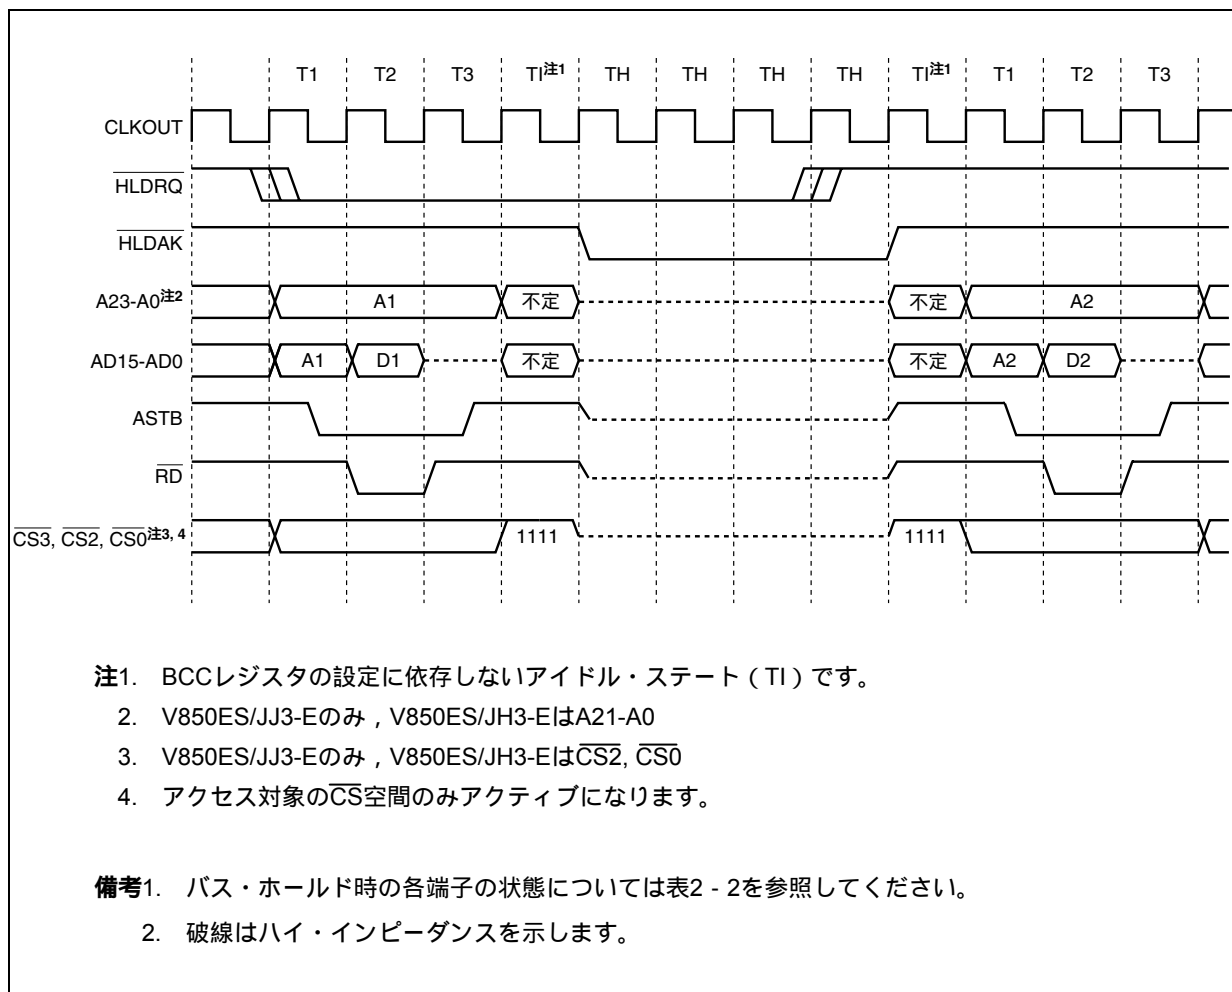 T1 T2 T3 TI注1 TH TH TH TH TI注1 T1 T2 T3
CLKOUT
HLDRQ
HLDAK
A23-A0注2 A1 不定 不定 A2
AD15-AD0 A1 D1 不定 不定 A2 D2
ASTB
RD
CS3, CS2, CS0注3, 4 1111 1111
注1. BCCレジスタの設定に依存しないアイドル・ステート（TI）です。
2. V850ES/JJ3-Eのみ，V850ES/JH3-EはA21-A0
3. V850ES/JJ3-Eのみ，V850ES/JH3-EはCS2, CS0
4. アクセス対象のCS空間のみアクティブになります。
備考1. バス・ホールド時の各端子の状態については表2 - 2を参照してください。
2. 破線はハイ・インピーダンスを示します。